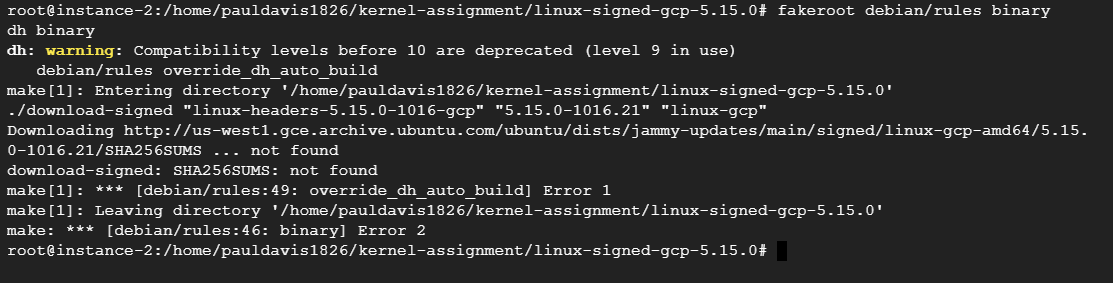 root@instance-2:/home/pauldavis1826/kernel-assignment/linux-signed-gcp-5.15.0# fakeroot debian/rules binary
dh binary
dh: warning: Compatibility levels before 10 are deprecated (level 9 in use)
   debian/rules override_dh_auto_build
make[1]: Entering directory '/home/pauldavis1826/kernel-assignment/linux-signed-gcp-5.15.0'
./download-signed "linux-headers-5.15.0-1016-gcp" "5.15.0-1016.21" "linux-gcp"
Downloading http://us-west1.gce.archive.ubuntu.com/ubuntu/dists/jammy-updates/main/signed/linux-gcp-amd64/5.15.
0-1016.21/SHA256SUMS ... not found
download-signed: SHA256SUMS: not found
make[1]: *** [debian/rules:49: override_dh_auto_build] Error 1
make[1]: Leaving directory '/home/pauldavis1826/kernel-assignment/linux-signed-gcp-5.15.0'
make: *** [debian/rules:46: binary] Error 2
root@instance-2:/home/pauldavis1826/kernel-assignment/linux-signed-gcp-5.15.0#